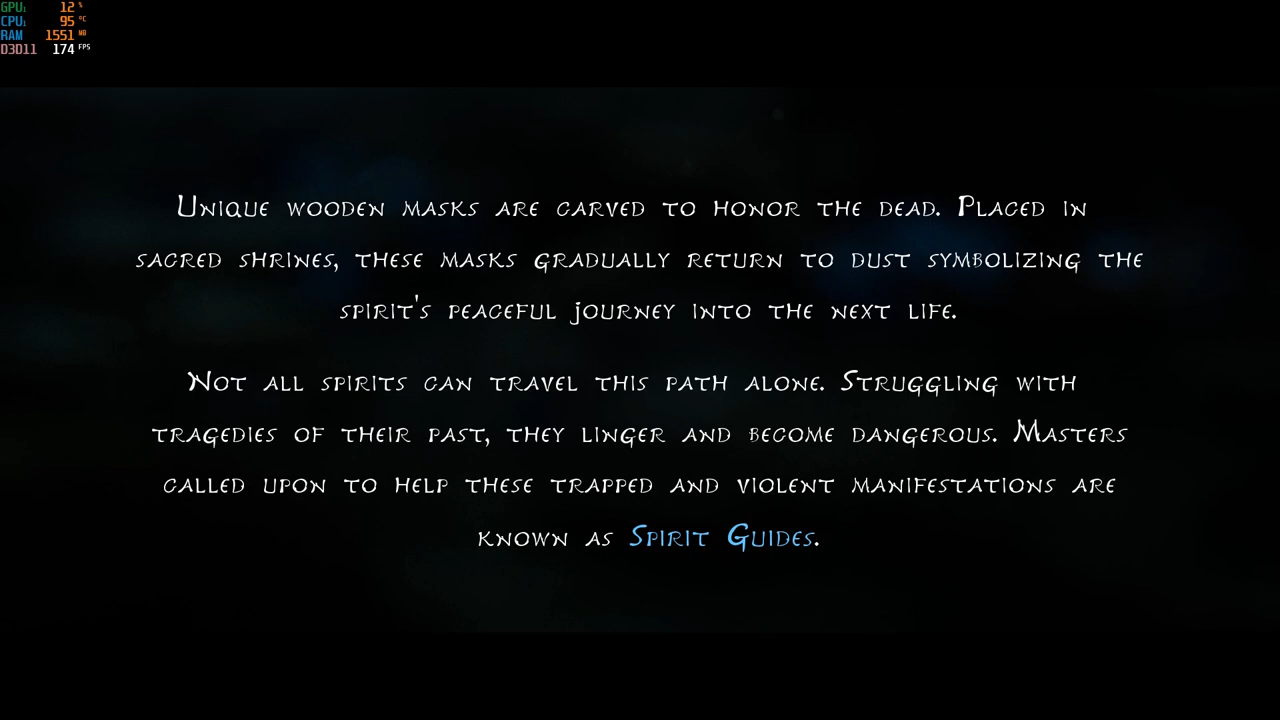 GPU1 12 %
CPU1 95 °C
RAM 1551 MB
D3D11 174 FPS
Unique wooden masks are carved to honor the dead. Placed in
sacred shrines, these masks gradually return to dust symbolizing the
spirit's peaceful journey into the next life.
Not all spirits can travel this path alone. Struggling with
tragedies of their past, they linger and become dangerous. Masters
called upon to help these trapped and violent manifestations are
known as Spirit Guides.